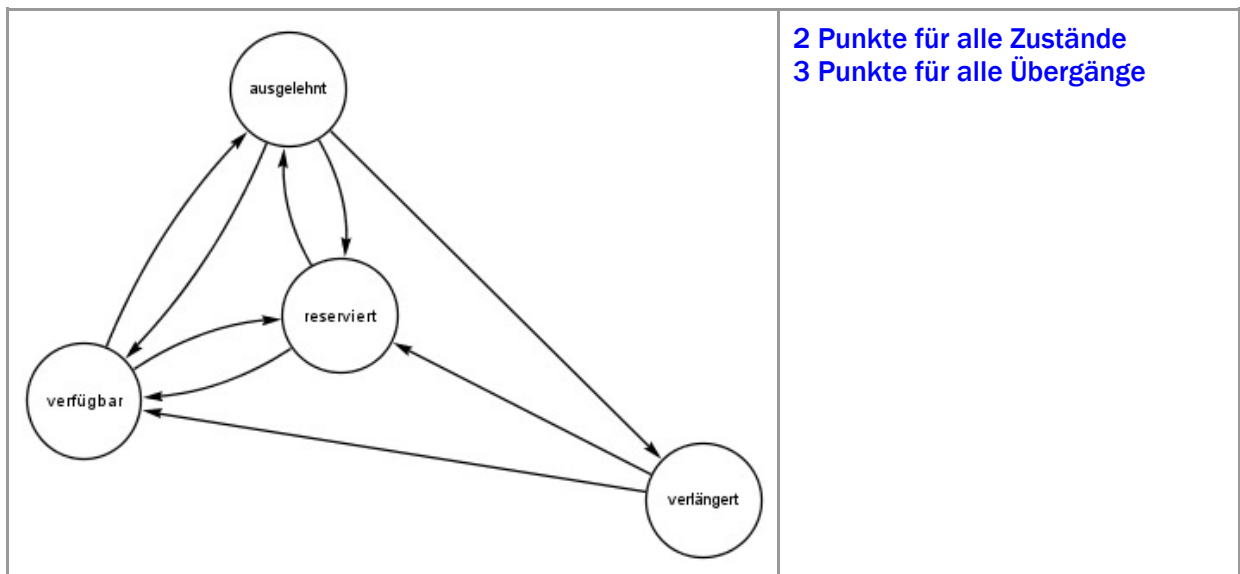 ausgelehnt
reserviert
verfügbar
verlängert
2 Punkte für alle Zustände
3 Punkte für alle Übergänge